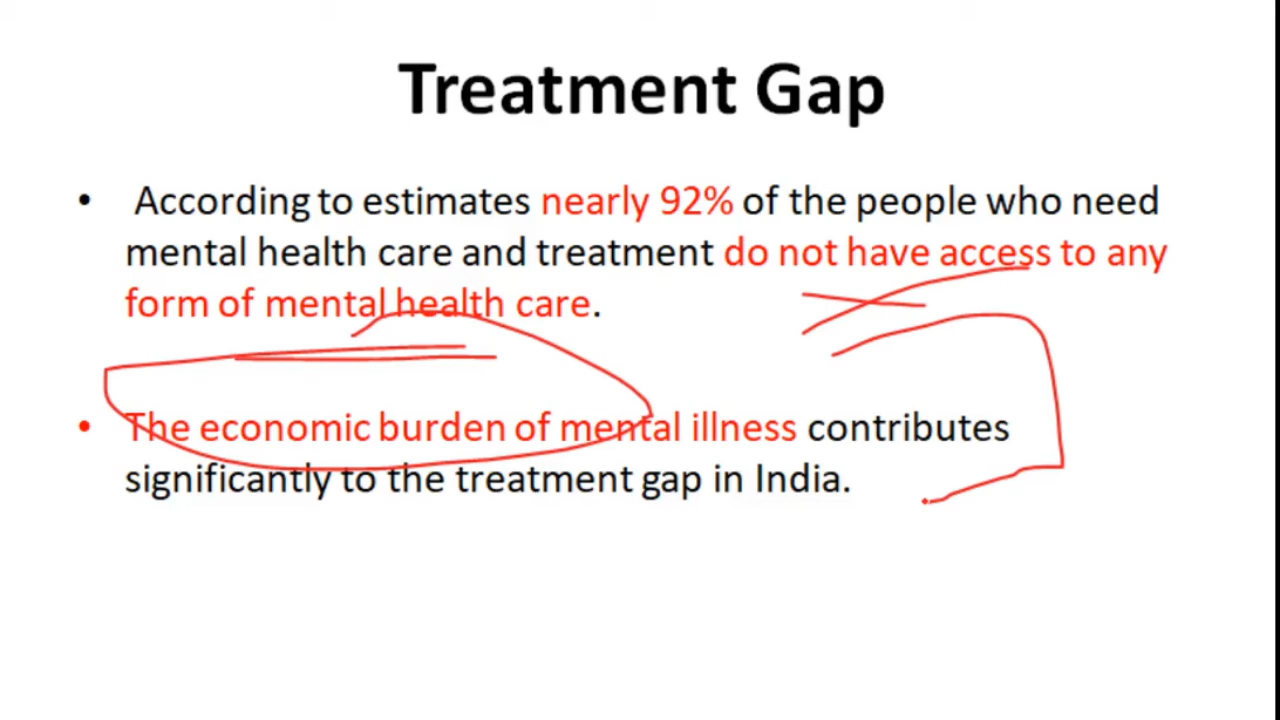 Treatment Gap
• According to estimates nearly 92% of the people who need
mental health care and treatment do not have access to any
form of mental health care.
• The economic burden of mental illness contributes
significantly to the treatment gap in India.